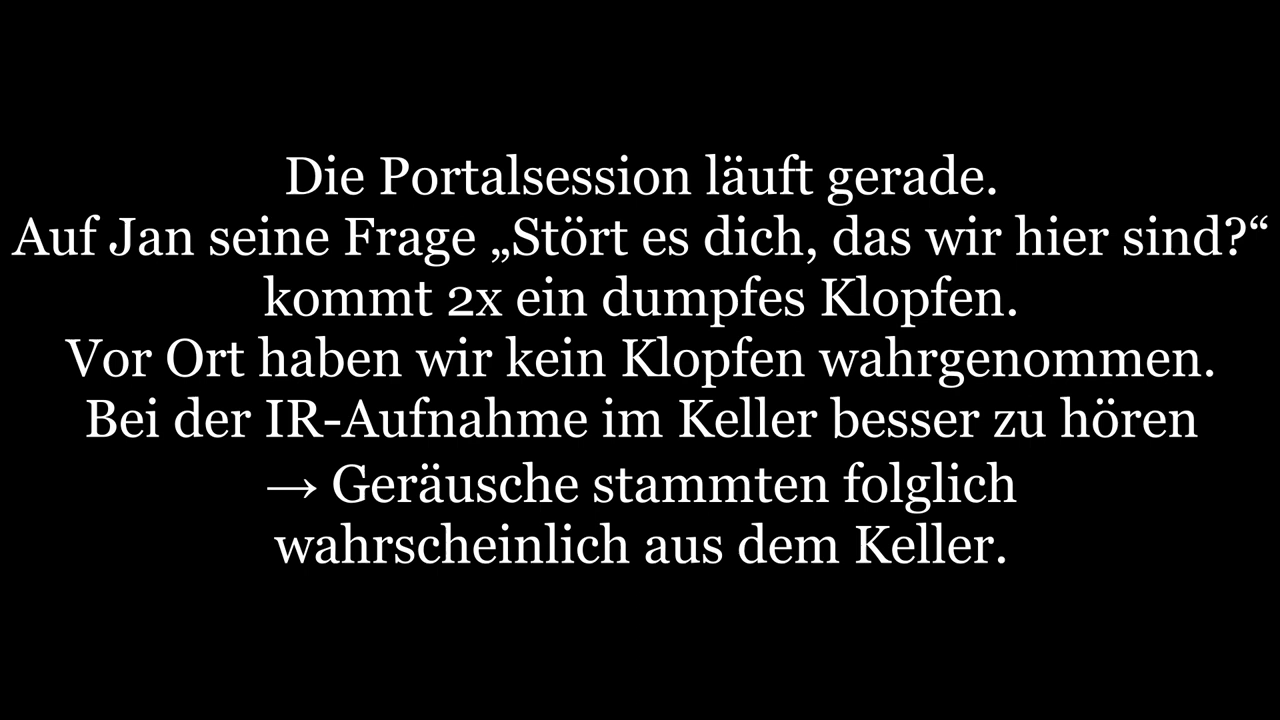 Die Portalsession läuft gerade.
Auf Jan seine Frage „Stört es dich, das wir hier sind?“
kommt 2x ein dumpfes Klopfen.
Vor Ort haben wir kein Klopfen wahrgenommen.
Bei der IR-Aufnahme im Keller besser zu hören
→ Geräusche stammten folglich
wahrscheinlich aus dem Keller.